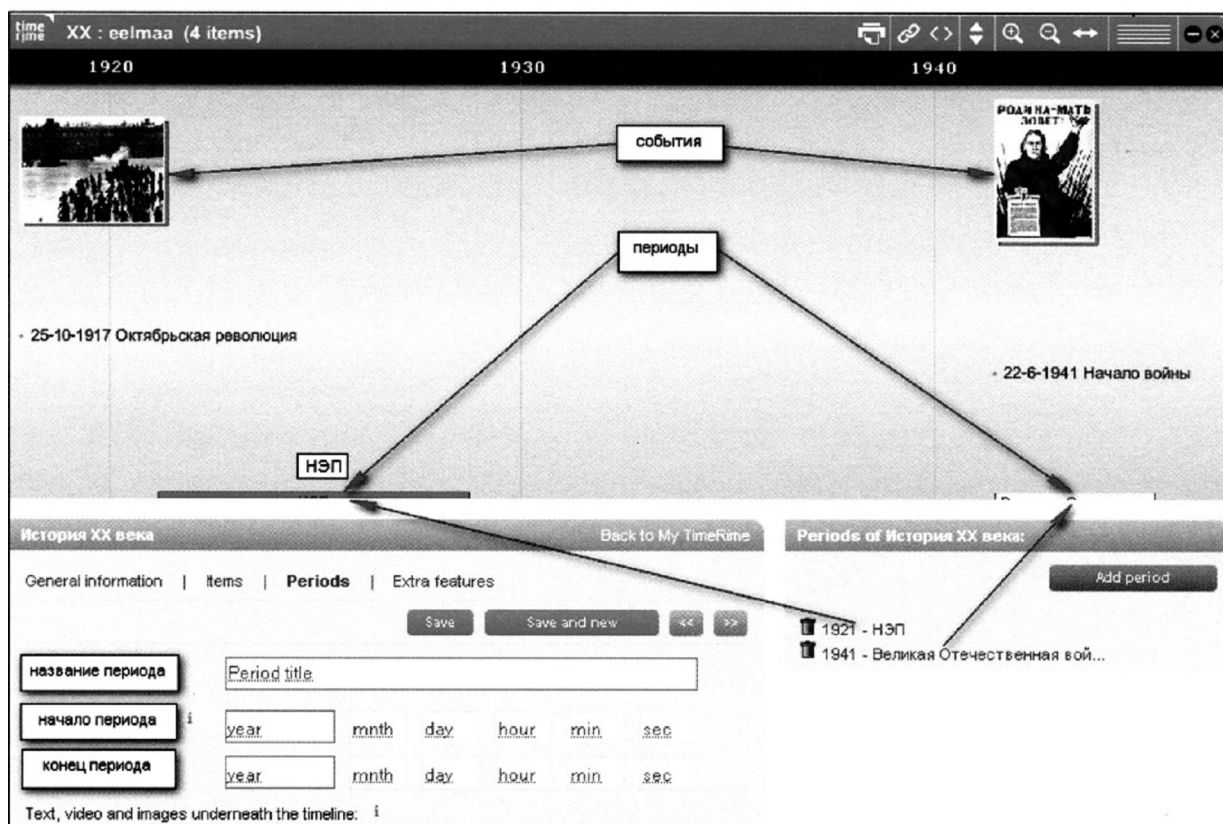 time rime XX : eelmaa (4 items)
1920 1930 1940
РОДИНА-МАТЬ
ЗОВЕТ!
события
периоды
- 25-10-1917 Октябрьская революция
- 22-6-1941 Начало войны
НЭП
История XX века Back to My TimeRime
General information | Items | Periods | Extra features
Save Save and new << >>
название периода Period title
начало периода i year mnth day hour min sec
конец периода year mnth day hour min sec
Text, video and images underneath the timeline: i
Periods of История XX века:
Add period
1921 - НЭП
1941 - Великая Отечественная вой...